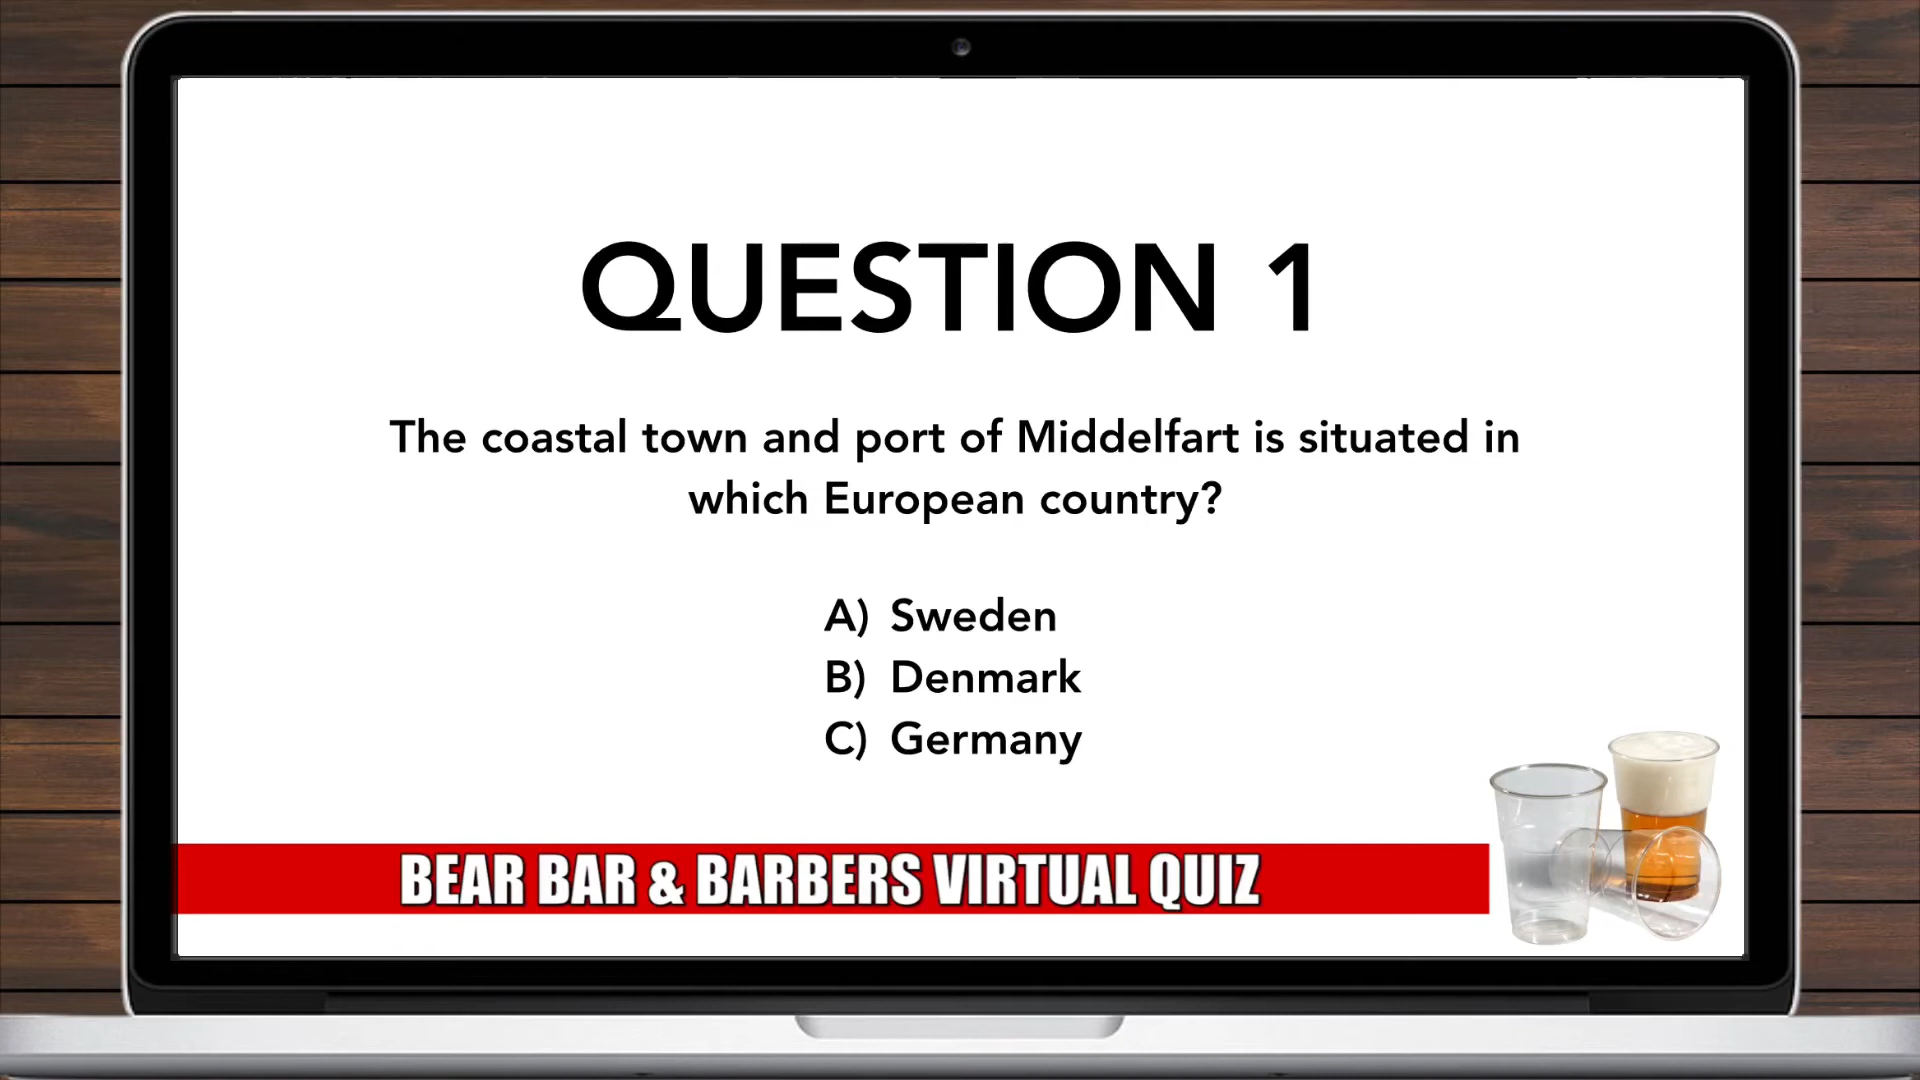 QUESTION 1
The coastal town and port of Middelfart is situated in
which European country?
A) Sweden
B) Denmark
C) Germany
BEAR BAR & BARBERS VIRTUAL QUIZ